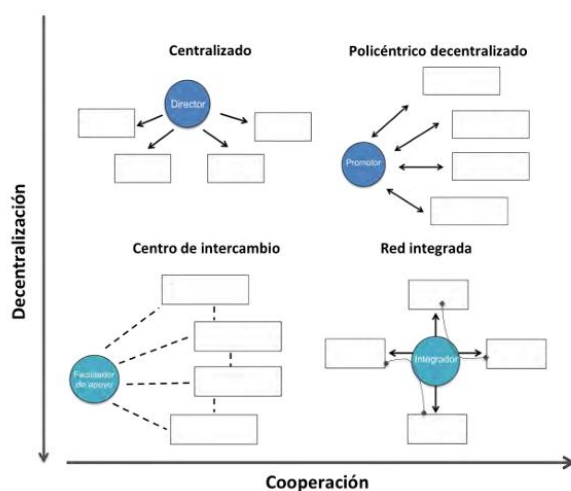 Centralizado
Policéntrico decentralizado
Director
Promotor
Centro de intercambio
Red integrada
Facilitador
de apoyo
Integrador
Decentralización
Cooperación